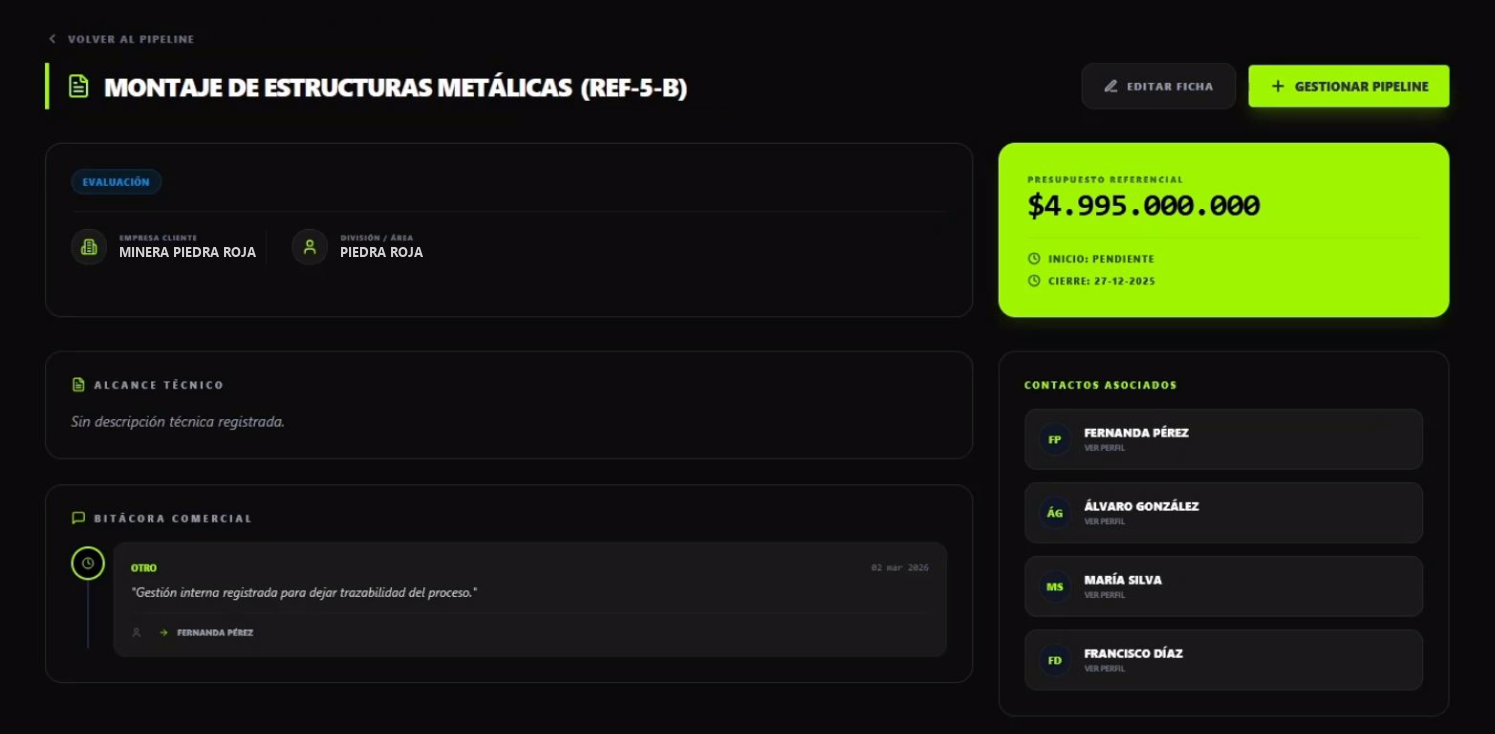 VOLVER AL PIPELINE
MONTAJE DE ESTRUCTURAS METÁLICAS (REF-5-B)
EDITAR FICHA
+ GESTIONAR PIPELINE
EVALUACIÓN
EMPRESA CLIENTE
MINERA PIEDRA ROJA
DIVISIÓN / ÁREA
PIEDRA ROJA
PRESUPUESTO REFERENCIAL
$4.995.000.000
INICIO: PENDIENTE
CIERRE: 27-12-2025
ALCANCE TÉCNICO
Sin descripción técnica registrada.
BITÁCORA COMERCIAL
OTRO
02 mar 2026
"Gestión interna registrada para dejar trazabilidad del proceso."
→ FERNANDA PÉREZ
CONTACTOS ASOCIADOS
FP
FERNANDA PÉREZ
VER PERFIL
ÁG
ÁLVARO GONZÁLEZ
VER PERFIL
MS
MARÍA SILVA
VER PERFIL
FD
FRANCISCO DÍAZ
VER PERFIL